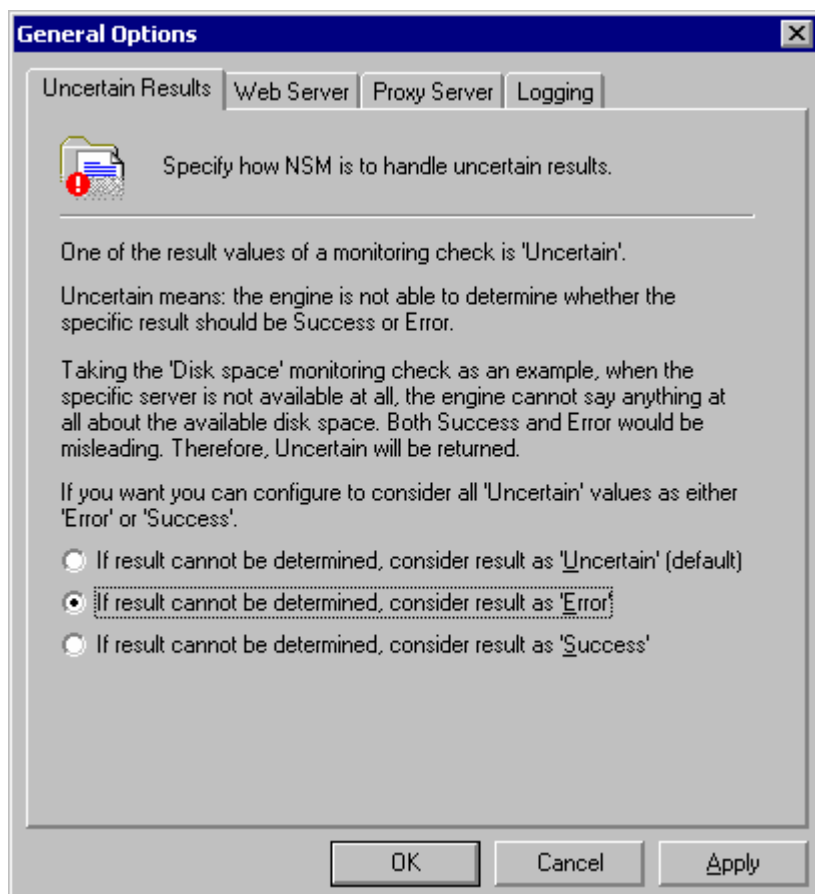 General Options
Uncertain Results
Web Server
Proxy Server
Logging
Specify how NSM is to handle uncertain results.
One of the result values of a monitoring check is 'Uncertain'.
Uncertain means: the engine is not able to determine whether the
specific result should be Success or Error.
Taking the 'Disk space' monitoring check as an example, when the
specific server is not available at all, the engine cannot say anything at
all about the available disk space. Both Success and Error would be
misleading. Therefore, Uncertain will be returned.
If you want you can configure to consider all 'Uncertain' values as either
'Error' or 'Success'.
If result cannot be determined, consider result as 'Uncertain' (default)
If result cannot be determined, consider result as 'Error'
If result cannot be determined, consider result as 'Success'
OK
Cancel
Apply